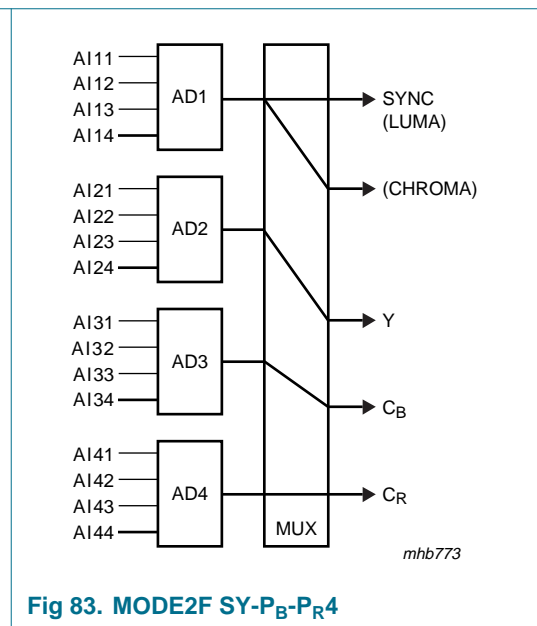 AI11
AI12
AI13
AI14
AD1
SYNC
(LUMA)
(CHROMA)
AI21
AI22
AI23
AI24
AD2
Y
AI31
AI32
AI33
AI34
AD3
CB
AI41
AI42
AI43
AI44
AD4
CR
MUX
mhb773
Fig 83. MODE2F SY-PB-PR4